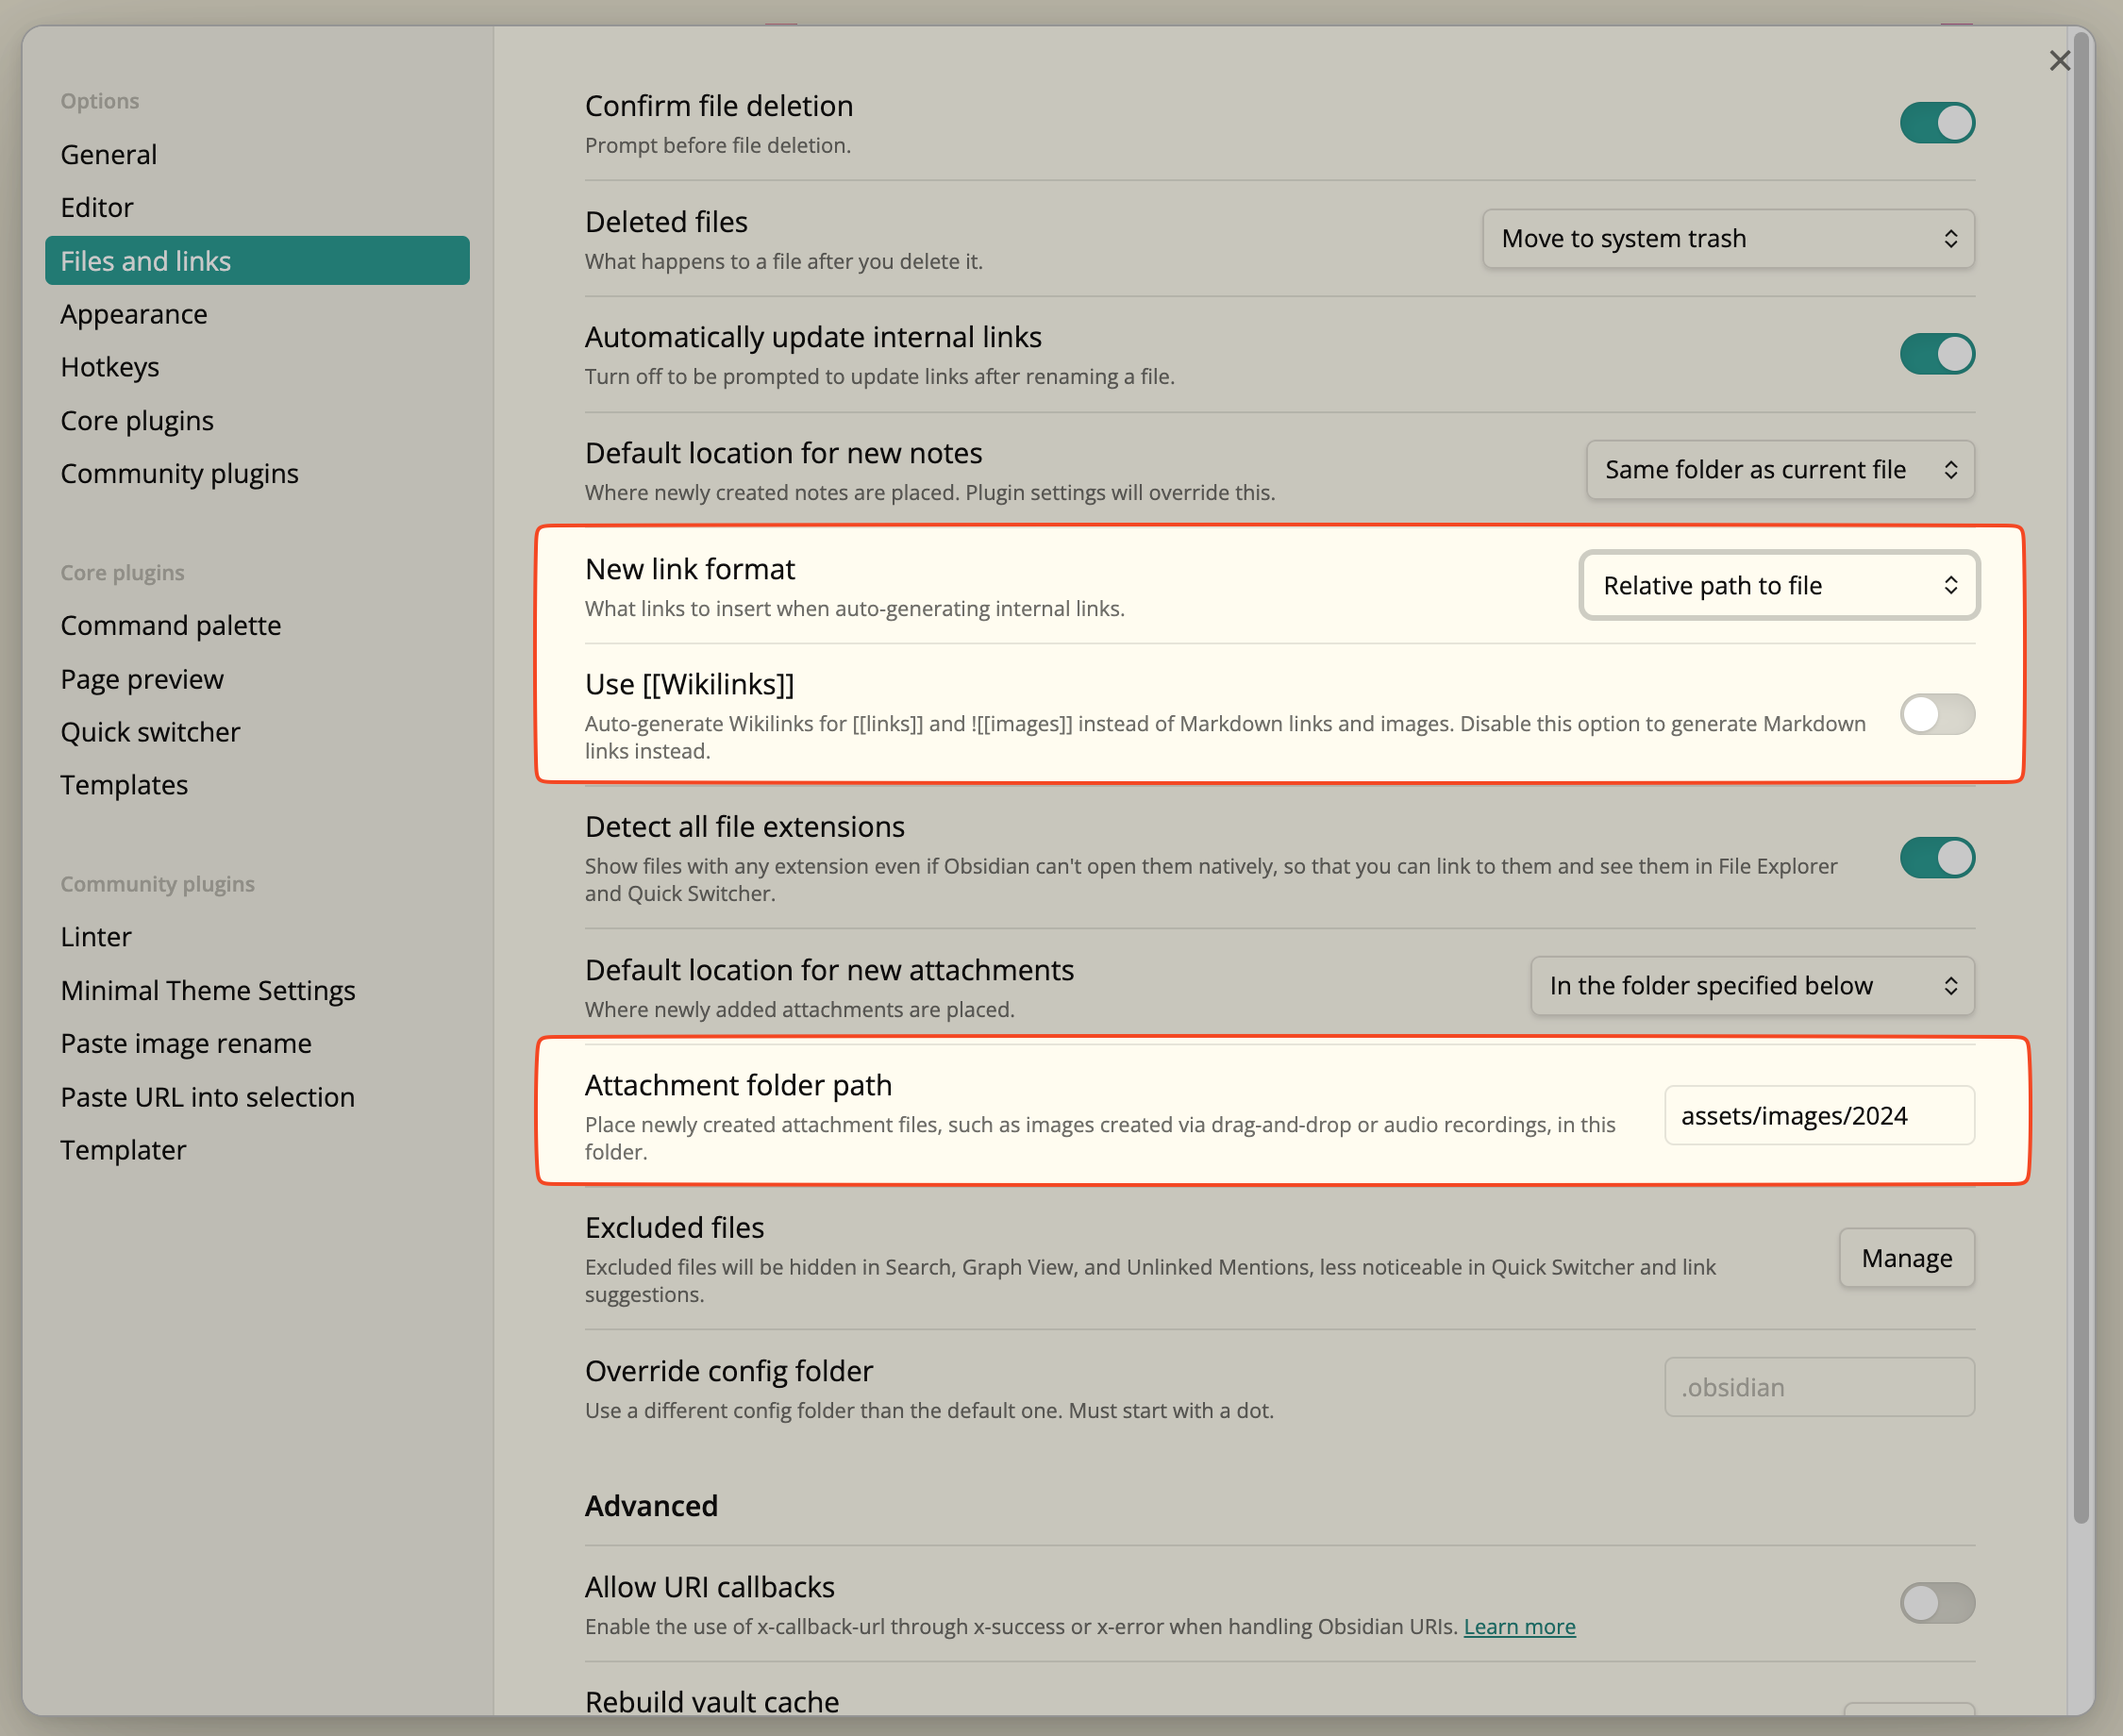 Options
General
Editor
Files and links
Appearance
Hotkeys
Core plugins
Community plugins
Core plugins
Command palette
Page preview
Quick switcher
Templates
Community plugins
Linter
Minimal Theme Settings
Paste image rename
Paste URL into selection
Templater
Confirm file deletion
Prompt before file deletion.
Deleted files
What happens to a file after you delete it.
Move to system trash
Automatically update internal links
Turn off to be prompted to update links after renaming a file.
Default location for new notes
Where newly created notes are placed. Plugin settings will override this.
Same folder as current file
New link format
What links to insert when auto-generating internal links.
Relative path to file
Use [[Wikilinks]]
Auto-generate Wikilinks for [[links]] and ![[images]] instead of Markdown links and images. Disable this option to generate Markdown
links instead.
Detect all file extensions
Show files with any extension even if Obsidian can't open them natively, so that you can link to them and see them in File Explorer
and Quick Switcher.
Default location for new attachments
Where newly added attachments are placed.
In the folder specified below
Attachment folder path
Place newly created attachment files, such as images created via drag-and-drop or audio recordings, in this
folder.
assets/images/2024
Excluded files
Excluded files will be hidden in Search, Graph View, and Unlinked Mentions, less noticeable in Quick Switcher and link
suggestions.
Manage
Override config folder
Use a different config folder than the default one. Must start with a dot.
.obsidian
Advanced
Allow URI callbacks
Enable the use of x-callback-url through x-success or x-error when handling Obsidian URIs. Learn more
Rebuild vault cache